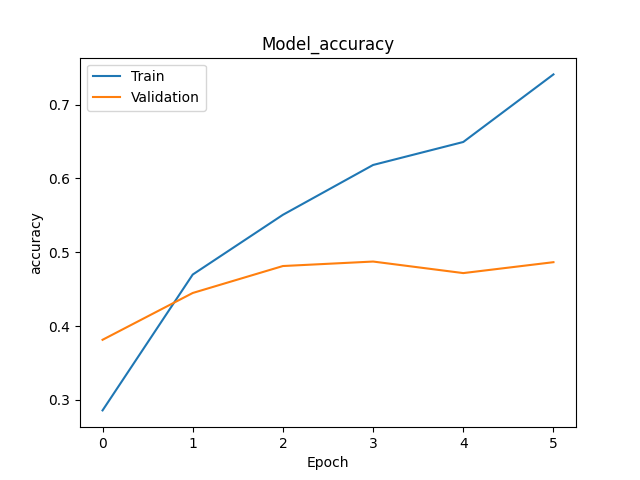 Model_accuracy
Train
Validation
0.7
0.6
0.5
0.4
0.3
accuracy
0 1 2 3 4 5
Epoch